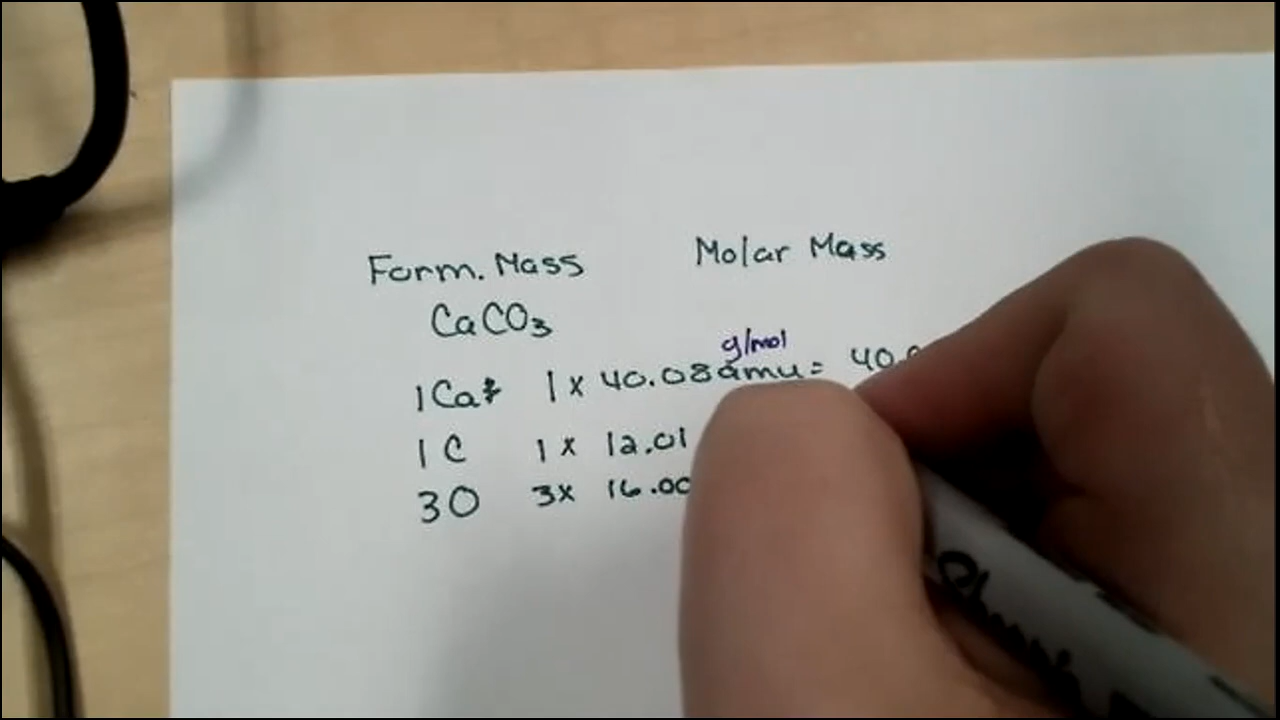 Form. Mass Molar Mass
CaCO₃
g/mol
1Ca 1 x 40.08 amu = 40.
1 C 1 x 12.01
3O 3x 16.00